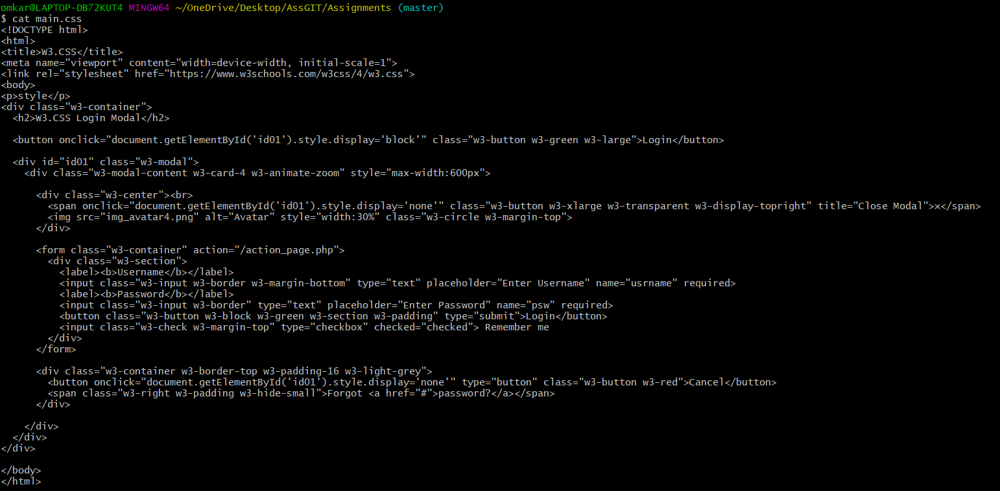 omkar@LAPTOP-DB72KUT4 MINGW64 ~/OneDrive/Desktop/AssGIT/Assignments (master)
$ cat main.css
<!DOCTYPE html>
<html>
<title>W3.CSS</title>
<meta name="viewport" content="width=device-width, initial-scale=1">
<link rel="stylesheet" href="https://www.w3schools.com/w3css/4/w3.css">
<body>
<p>style</p>
<div class="w3-container">
  <h2>W3.CSS Login Modal</h2>

  <button onclick="document.getElementById('id01').style.display='block'" class="w3-button w3-green w3-large">Login</button>

  <div id="id01" class="w3-modal">
    <div class="w3-modal-content w3-card-4 w3-animate-zoom" style="max-width:600px">

      <div class="w3-center"><br>
        <span onclick="document.getElementById('id01').style.display='none'" class="w3-button w3-xlarge w3-transparent w3-display-topright" title="Close Modal">×</span>
        <img src="img_avatar4.png" alt="Avatar" style="width:30%" class="w3-circle w3-margin-top">
      </div>

      <form class="w3-container" action="/action_page.php">
        <div class="w3-section">
          <label><b>Username</b></label>
          <input class="w3-input w3-border w3-margin-bottom" type="text" placeholder="Enter Username" name="usrname" required>
          <label><b>Password</b></label>
          <input class="w3-input w3-border" type="text" placeholder="Enter Password" name="psw" required>
          <button class="w3-button w3-block w3-green w3-section w3-padding" type="submit">Login</button>
          <input class="w3-check w3-margin-top" type="checkbox" checked="checked"> Remember me
        </div>
      </form>

      <div class="w3-container w3-border-top w3-padding-16 w3-light-grey">
        <button onclick="document.getElementById('id01').style.display='none'" type="button" class="w3-button w3-red">Cancel</button>
        <span class="w3-right w3-padding w3-hide-small">Forgot <a href="#">password?</a></span>
      </div>

    </div>
  </div>
</div>

</body>
</html>